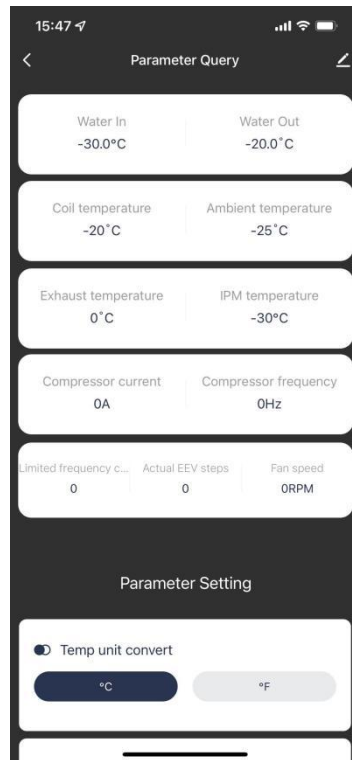 15:47
Parameter Query
Water In Water Out
-30.0°C -20.0°C
Coil temperature Ambient temperature
-20°C -25°C
Exhaust temperature IPM temperature
0°C -30°C
Compressor current Compressor frequency
0A 0Hz
Limited frequency c... Actual EEV steps Fan speed
0 0 0RPM
Parameter Setting
Temp unit convert
°C °F